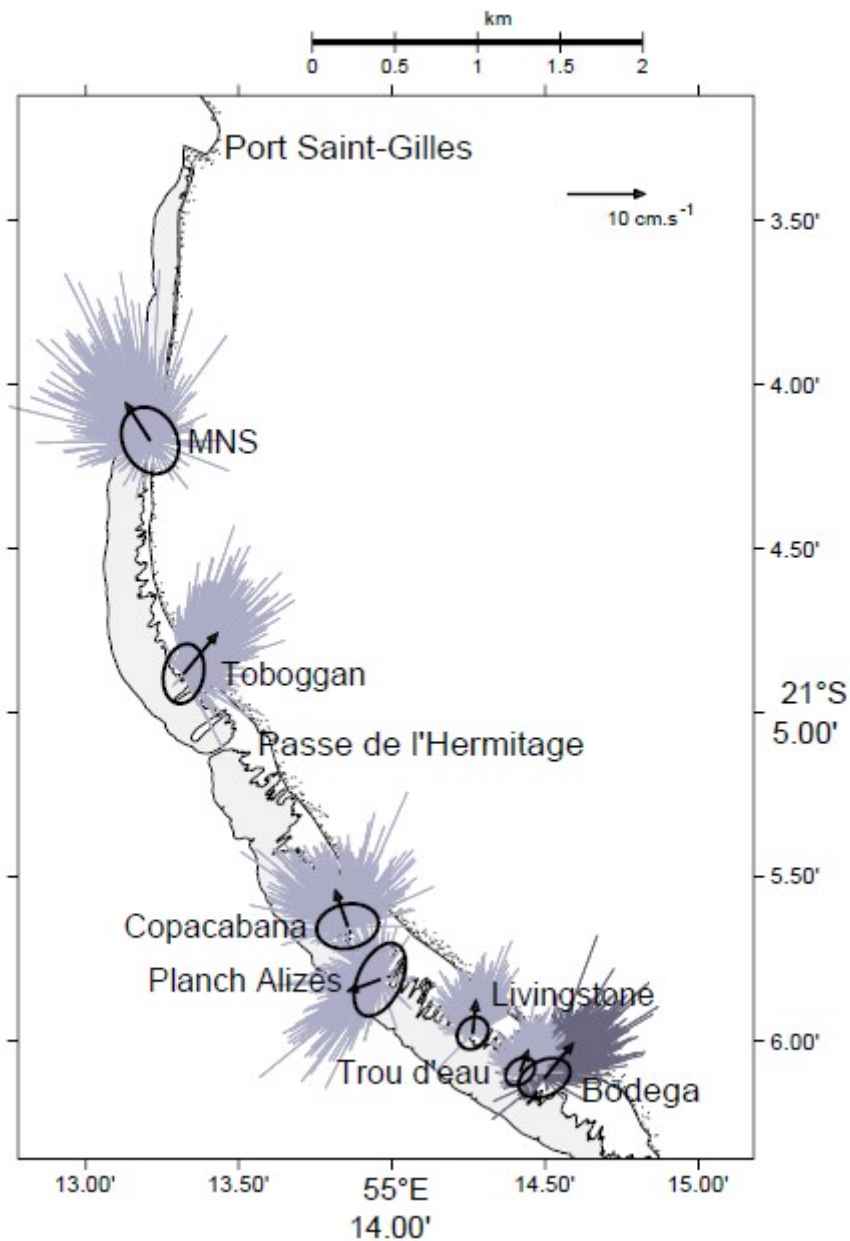 km
0 0.5 1 1.5 2
Port Saint-Gilles
10 cm.s-1
3.50'
4.00'
MNS
4.50'
Toboggan
21°S
5.00'
Passe de l'Hermitage
5.50'
Copacabana
Planch Alizés
Livingstone
6.00'
Trou d'eau
Bodega
13.00' 13.50' 55°E 14.50' 15.00'
14.00'